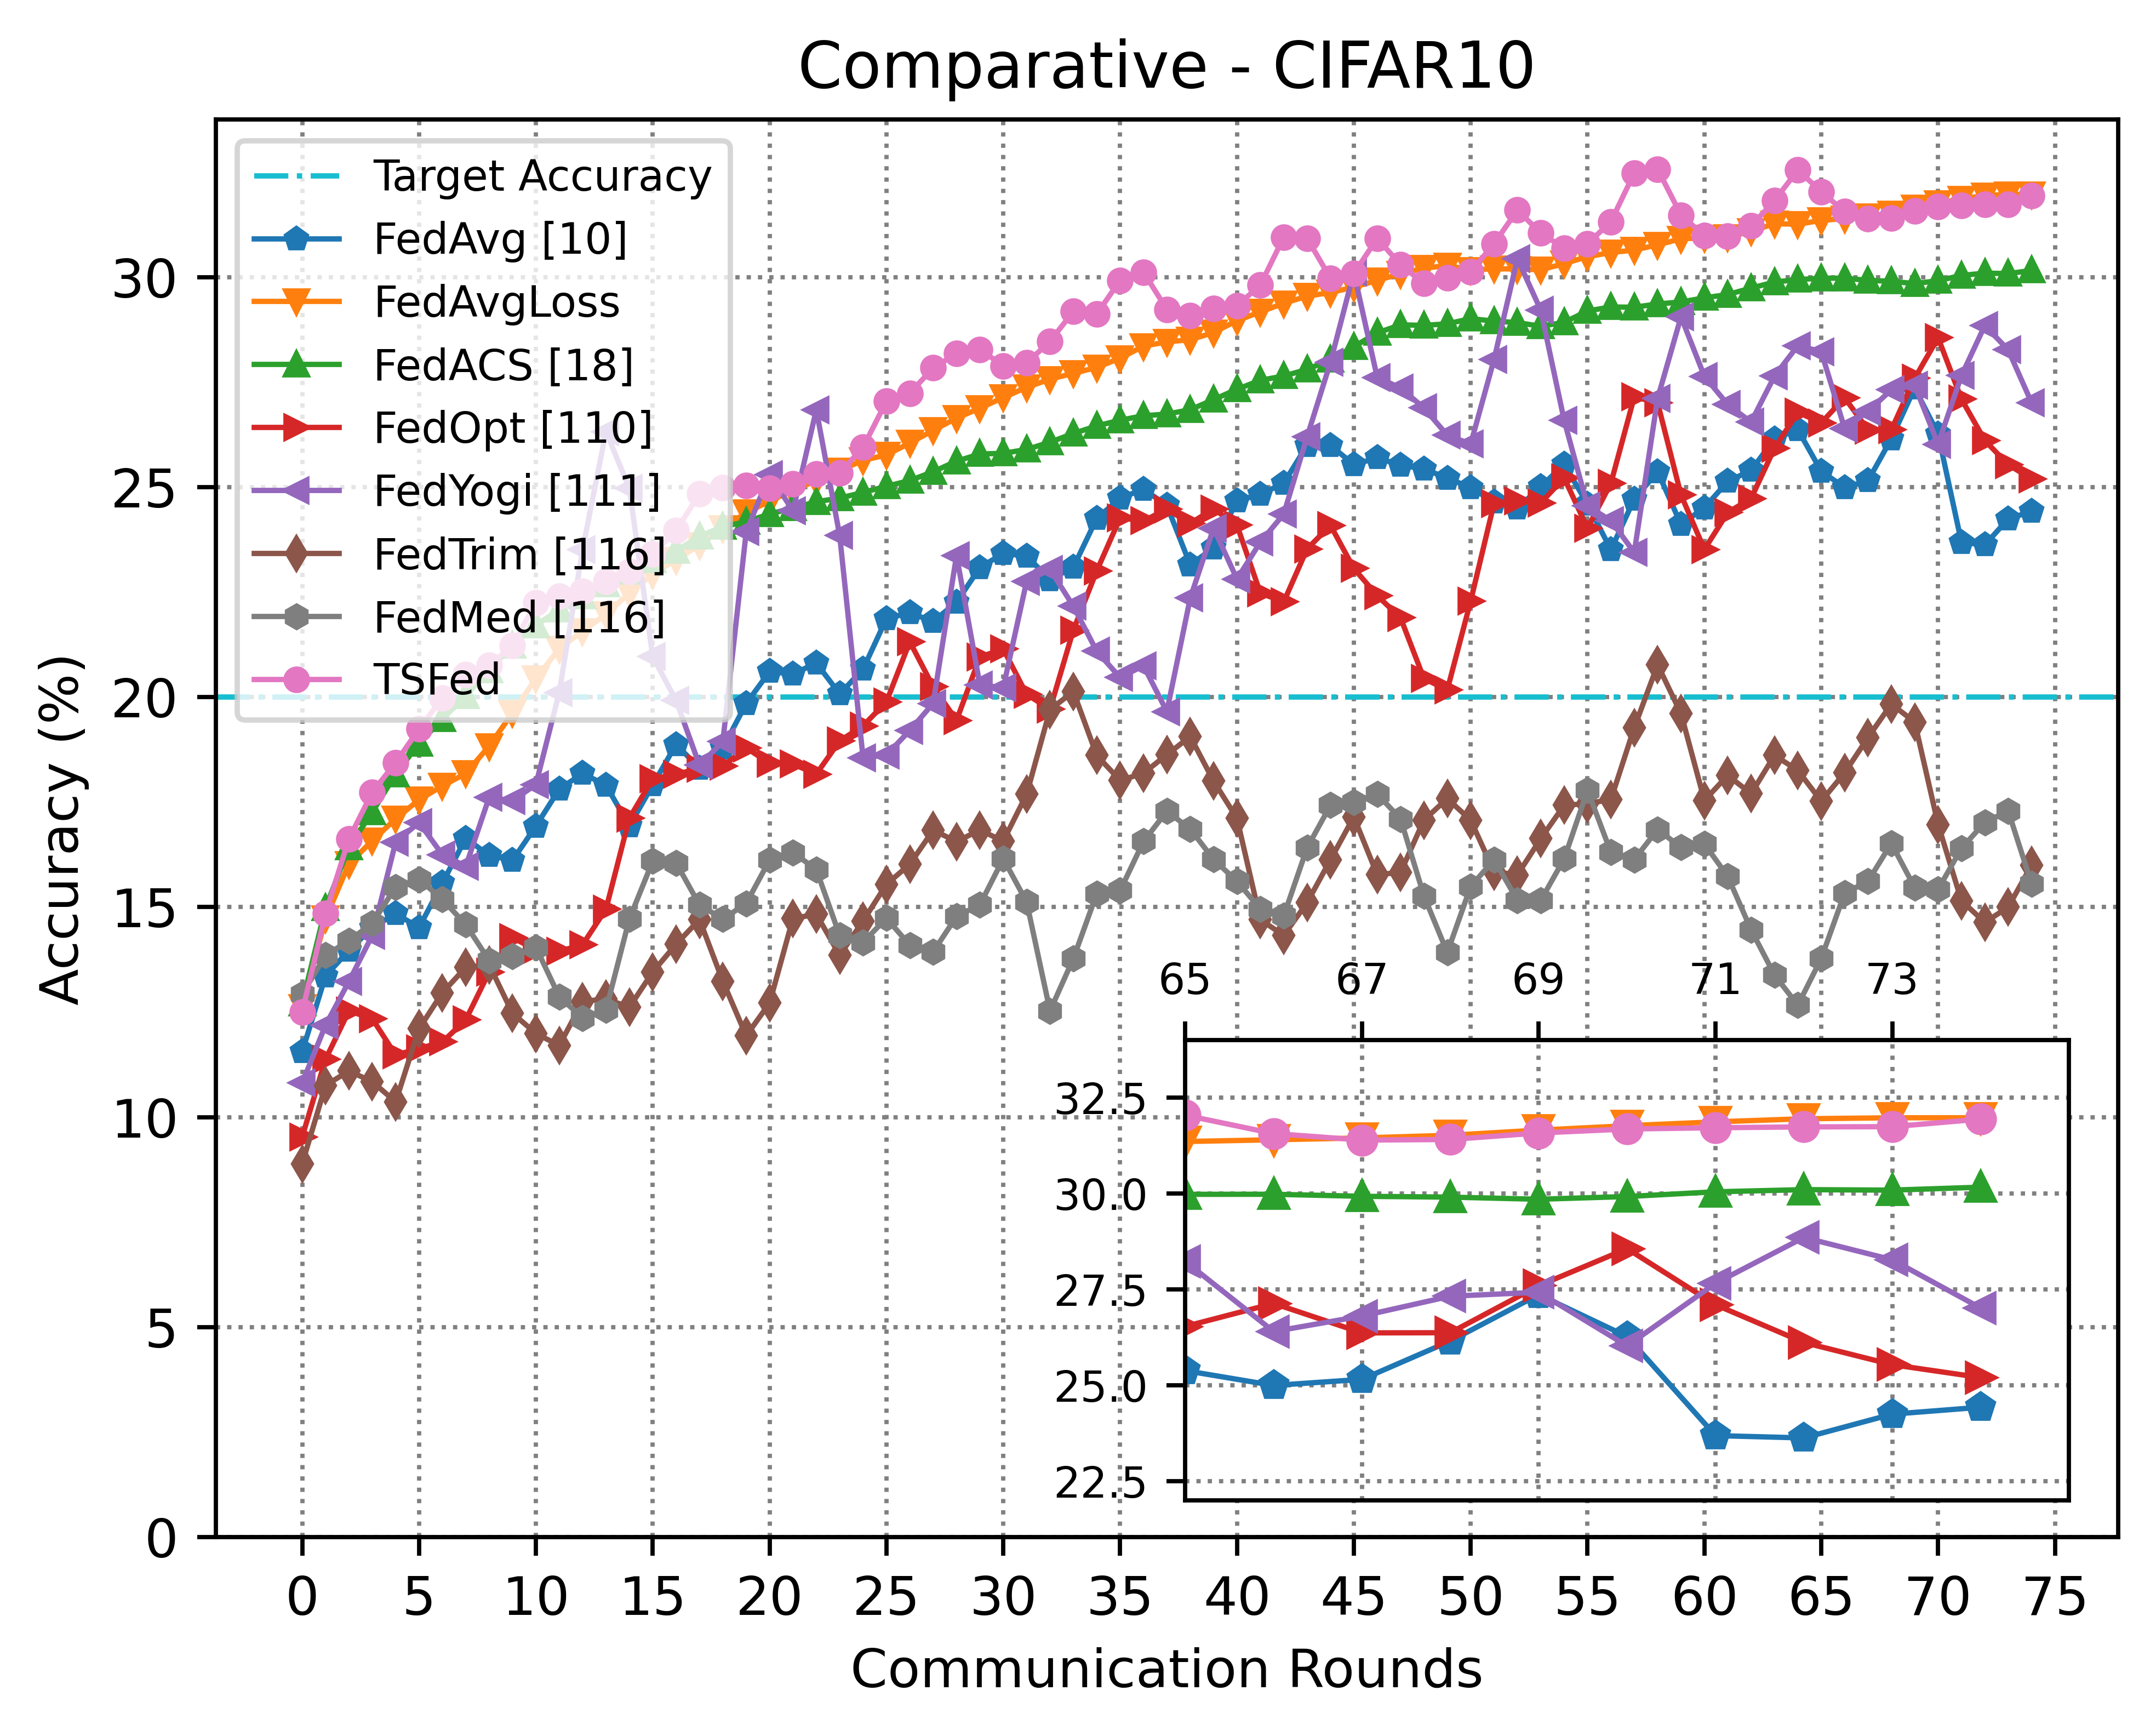 Comparative - CIFAR10
Target Accuracy
FedAvg [10]
FedAvgLoss
FedACS [18]
FedOpt [110]
FedYogi [111]
FedTrim [116]
FedMed [116]
TSFed
Accuracy (%)
30
25
20
15
10
5
0
65 67 69 71 73
32.5
30.0
27.5
25.0
22.5
0 5 10 15 20 25 30 35 40 45 50 55 60 65 70 75
Communication Rounds